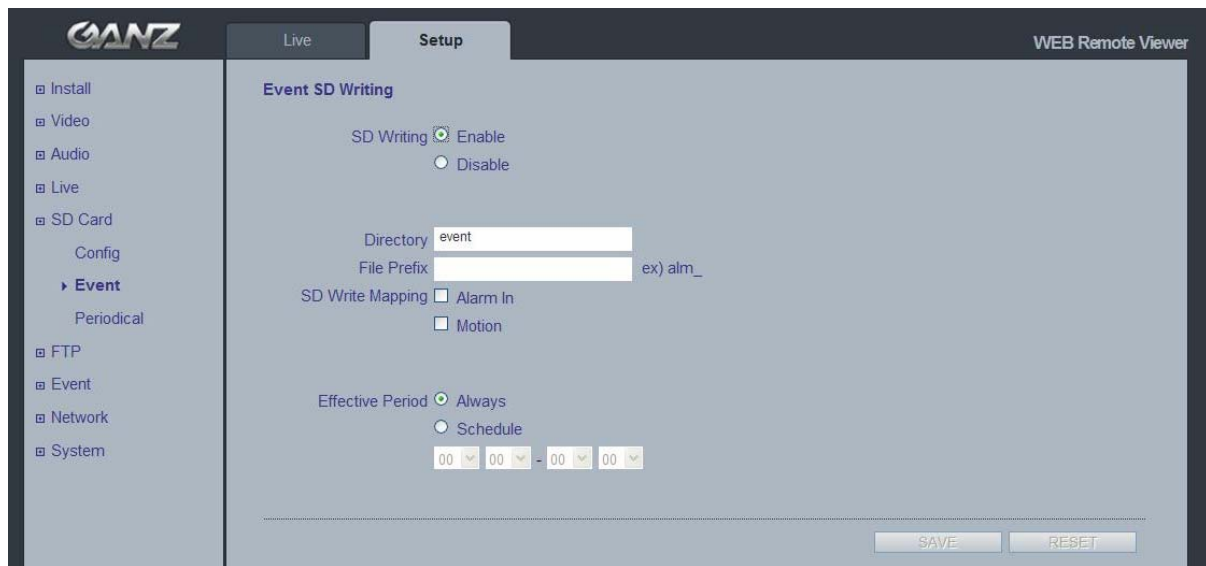 GANZ
Live
Setup
WEB Remote Viewer
Install
Video
Audio
Live
SD Card
Config
Event
Periodical
FTP
Event
Network
System
Event SD Writing
SD Writing Enable
Disable
Directory event
File Prefix ex) alm_
SD Write Mapping Alarm In
Motion
Effective Period Always
Schedule
00 00 - 00 00
SAVE RESET